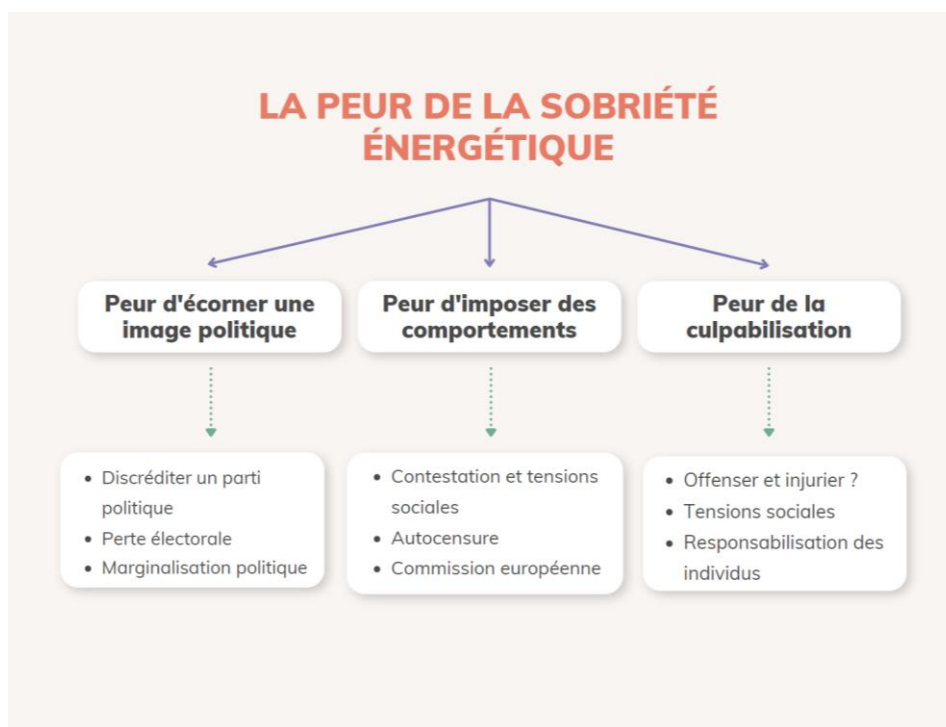 LA PEUR DE LA SOBRIÉTÉ
ÉNERGÉTIQUE
Peur d'écorner une
image politique
Peur d'imposer des
comportements
Peur de la
culpabilisation
• Discréditer un parti
politique
• Perte électorale
• Marginalisation politique
• Contestation et tensions
sociales
• Autocensure
• Commission européenne
• Offenser et injurier ?
• Tensions sociales
• Responsabilisation des
individus